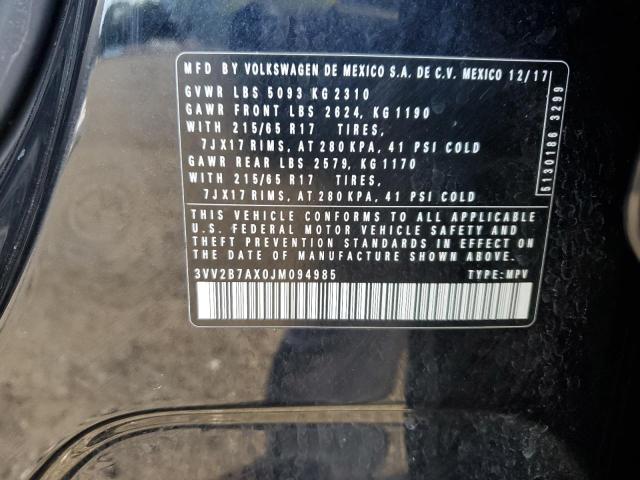 MFD BY VOLKSWAGEN DE MEXICO S.A. DE C.V. MEXICO 12/17
GVWR LBS 5093 KG 2310
GAWR FRONT LBS 2624, KG 1190
WITH 215/65 R17 TIRES,
7JX17 RIMS, AT 280 KPA, 41 PSI COLD
GAWR REAR LBS 2579, KG 1170
WITH 215/65 R17 TIRES,
7JX17 RIMS, AT 280 KPA, 41 PSI COLD
THIS VEHICLE CONFORMS TO ALL APPLICABLE
U.S. FEDERAL MOTOR VEHICLE SAFETY AND
THEFT PREVENTION STANDARDS IN EFFECT ON
THE DATE OF MANUFACTURE SHOWN ABOVE
3VV2B7AX0JM094985 TYPE: MPV
5130186 3299